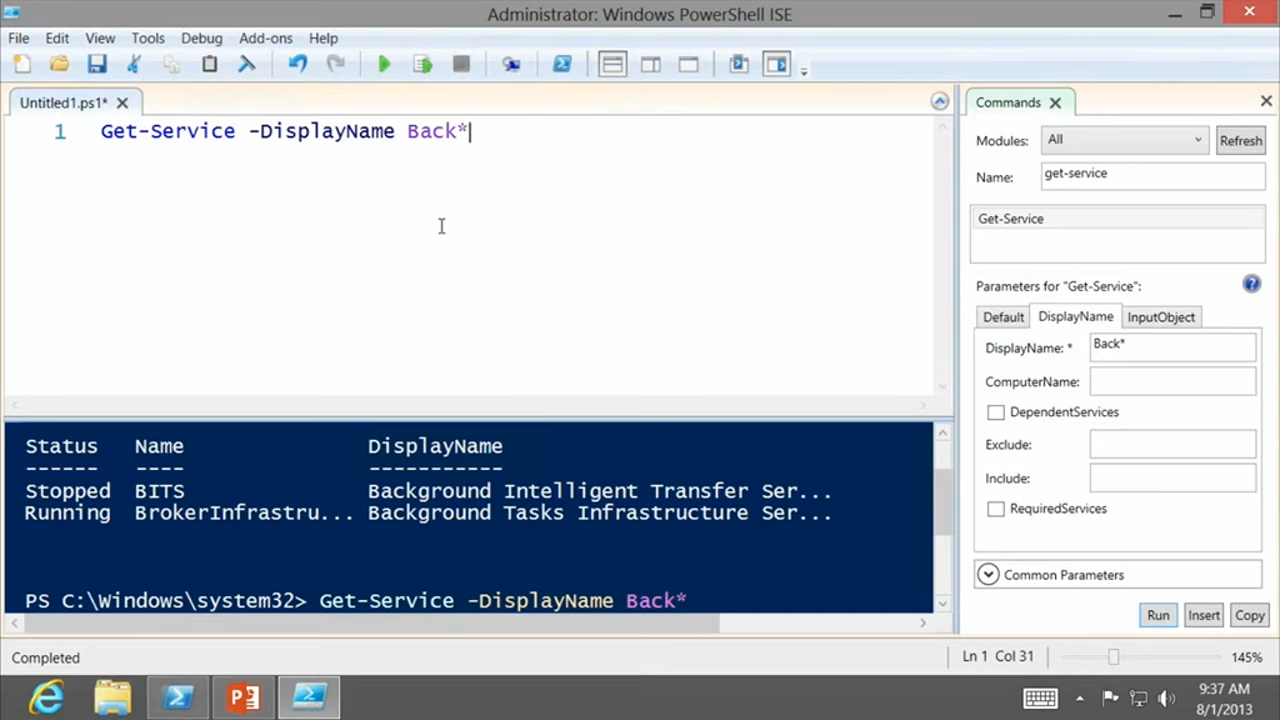 Administrator: Windows PowerShell ISE
File Edit View Tools Debug Add-ons Help
Untitled1.ps1*
1 Get-Service -DisplayName Back*
Status Name DisplayName
------ ---- -----------
Stopped BITS Background Intelligent Transfer Ser...
Running BrokerInfrastru... Background Tasks Infrastructure Ser...
PS C:\Windows\system32> Get-Service -DisplayName Back*
Commands
Modules: All Refresh
Name: get-service
Get-Service
Parameters for "Get-Service":
Default DisplayName InputObject
DisplayName: * Back*
ComputerName:
DependentServices
Exclude:
Include:
RequiredServices
Common Parameters
Run Insert Copy
Completed Ln 1 Col 31 145%
9:37 AM
8/1/2013